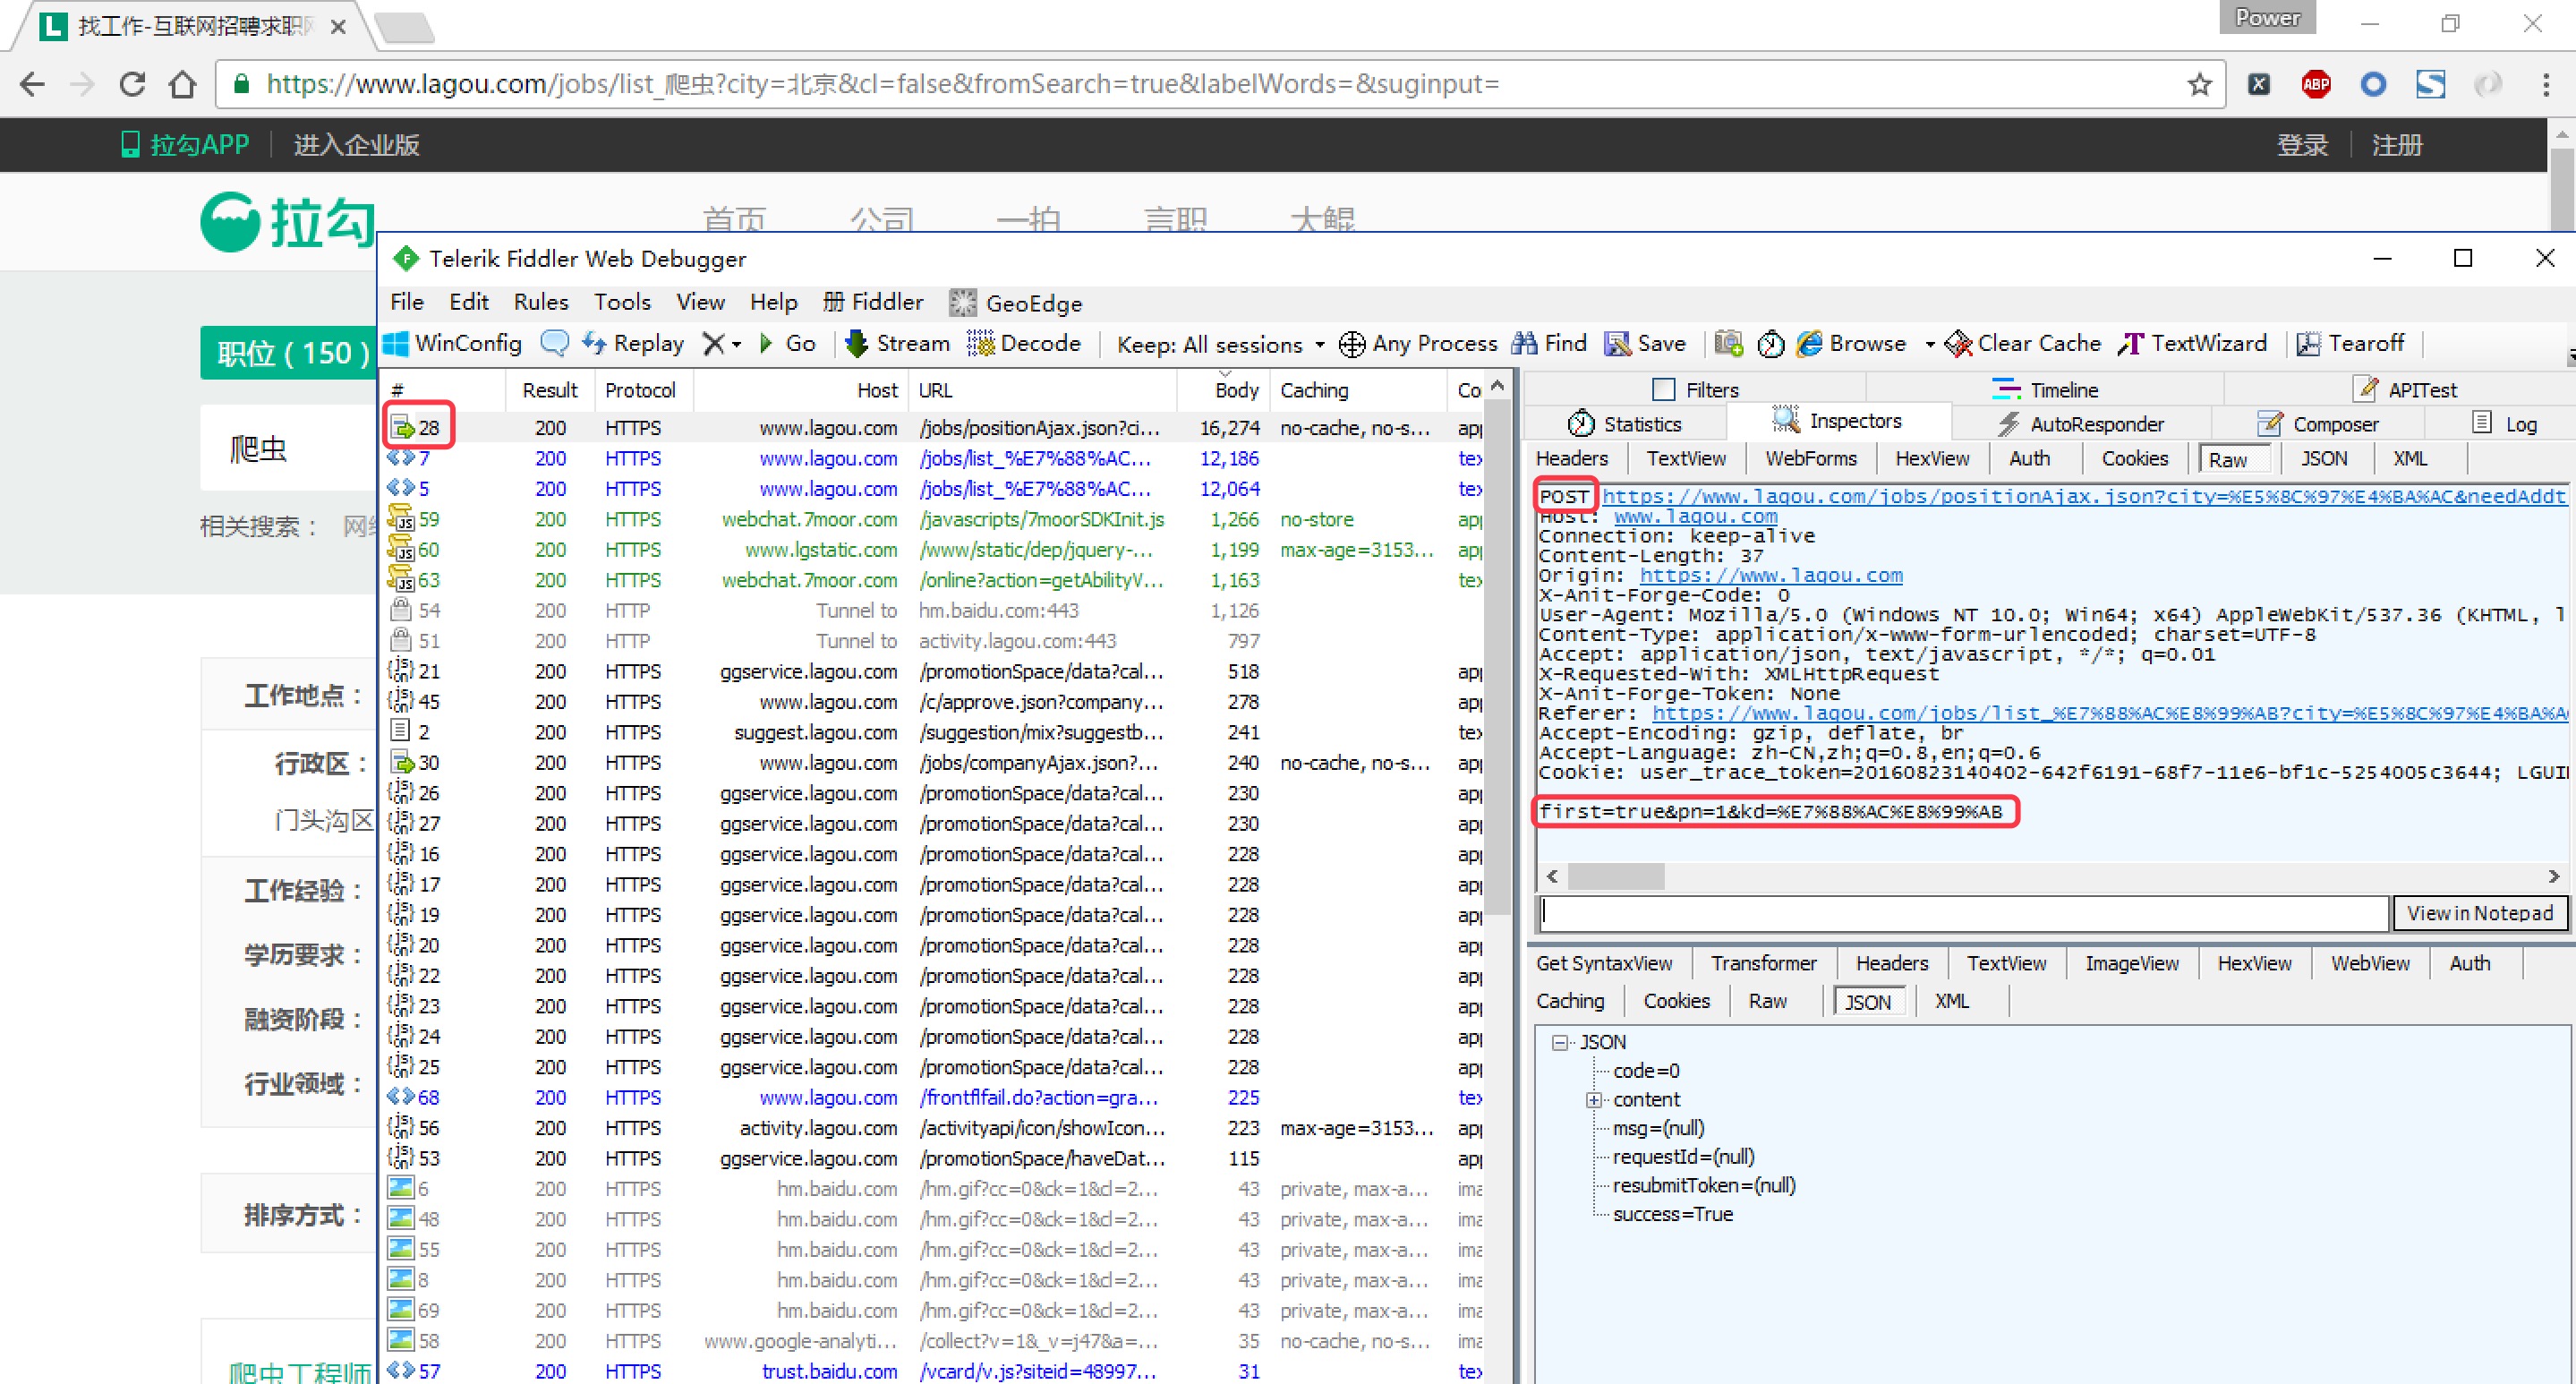 找工作-互联网招聘求职网
Power
https://www.lagou.com/jobs/list_爬虫?city=北京&cl=false&fromSearch=true&labelWords=&suginput=
ABP
拉勾APP 进入企业版
登录 注册
拉勾
首页 公司 一拍 言职 大鲲
职位 ( 150 )
爬虫
相关搜索：
工作地点：
行政区：
门头沟区
工作经验：
学历要求：
融资阶段：
行业领域：
排序方式：
爬虫工程师
Telerik Fiddler Web Debugger
File Edit Rules Tools View Help 册 Fiddler GeoEdge
WinConfig Replay Go Stream Decode Keep: All sessions Any Process Find Save Browse Clear Cache TextWizard Tearoff
# Result Protocol Host URL Body Caching Co
28 200 HTTPS www.lagou.com /jobs/positionAjax.json?ci... 16,274 no-cache, no-s... app
7 200 HTTPS www.lagou.com /jobs/list_%E7%88%AC... 12,186 tex
5 200 HTTPS www.lagou.com /jobs/list_%E7%88%AC... 12,064 tex
59 200 HTTPS webchat.7moor.com /javascripts/7moorSDKInit.js 1,266 no-store app
60 200 HTTPS www.lgstatic.com /www/static/dep/jquery-... 1,199 max-age=3153... app
63 200 HTTPS webchat.7moor.com /online?action=getAbilityV... 1,163 tex
54 200 HTTP Tunnel to hm.baidu.com:443 1,126
51 200 HTTP Tunnel to activity.lagou.com:443 797
21 200 HTTPS ggservice.lagou.com /promotionSpace/data?cal... 518 app
45 200 HTTPS www.lagou.com /c/approve.json?company... 278 app
2 200 HTTPS suggest.lagou.com /suggestion/mix?suggestb... 241 tex
30 200 HTTPS www.lagou.com /jobs/companyAjax.json?... 240 no-cache, no-s... app
26 200 HTTPS ggservice.lagou.com /promotionSpace/data?cal... 230 app
27 200 HTTPS ggservice.lagou.com /promotionSpace/data?cal... 230 app
16 200 HTTPS ggservice.lagou.com /promotionSpace/data?cal... 228 app
17 200 HTTPS ggservice.lagou.com /promotionSpace/data?cal... 228 app
19 200 HTTPS ggservice.lagou.com /promotionSpace/data?cal... 228 app
20 200 HTTPS ggservice.lagou.com /promotionSpace/data?cal... 228 app
22 200 HTTPS ggservice.lagou.com /promotionSpace/data?cal... 228 app
23 200 HTTPS ggservice.lagou.com /promotionSpace/data?cal... 228 app
24 200 HTTPS ggservice.lagou.com /promotionSpace/data?cal... 228 app
25 200 HTTPS ggservice.lagou.com /promotionSpace/data?cal... 228 app
68 200 HTTPS www.lagou.com /frontflfail.do?action=gra... 225 tex
56 200 HTTPS activity.lagou.com /activityapi/icon/showIcon... 223 max-age=3153... app
53 200 HTTPS ggservice.lagou.com /promotionSpace/haveDat... 115 app
6 200 HTTPS hm.baidu.com /hm.gif?cc=0&ck=1&cl=2... 43 private, max-a... ima
48 200 HTTPS hm.baidu.com /hm.gif?cc=0&ck=1&cl=2... 43 private, max-a... ima
55 200 HTTPS hm.baidu.com /hm.gif?cc=0&ck=1&cl=2... 43 private, max-a... ima
8 200 HTTPS hm.baidu.com /hm.gif?cc=0&ck=1&cl=2... 43 private, max-a... ima
69 200 HTTPS hm.baidu.com /hm.gif?cc=0&ck=1&cl=2... 43 private, max-a... ima
58 200 HTTPS www.google-analyti... /collect?v=1&_v=j47&a=... 35 no-cache, no-s... ima
57 200 HTTPS trust.baidu.com /vcard/v.js?siteid=48997... 31 tex
Filters Timeline APITest
Statistics Inspectors AutoResponder Composer Log
Headers TextView WebForms HexView Auth Cookies Raw JSON XML
POST https://www.lagou.com/jobs/positionAjax.json?city=%E5%8C%97%E4%BA%AC&needAddt
Host: www.lagou.com
Connection: keep-alive
Content-Length: 37
Origin: https://www.lagou.com
X-Anit-Forge-Code: 0
User-Agent: Mozilla/5.0 (Windows NT 10.0; Win64; x64) AppleWebKit/537.36 (KHTML, l
Content-Type: application/x-www-form-urlencoded; charset=UTF-8
Accept: application/json, text/javascript, */*; q=0.01
X-Requested-With: XMLHttpRequest
X-Anit-Forge-Token: None
Referer: https://www.lagou.com/jobs/list_%E7%88%AC%E8%99%AB?city=%E5%8C%97%E4%BA%A
Accept-Encoding: gzip, deflate, br
Accept-Language: zh-CN,zh;q=0.8,en;q=0.6
Cookie: user_trace_token=20160823140402-642f6191-68f7-11e6-bf1c-5254005c3644; LGUI
first=true&pn=1&kd=%E7%88%AC%E8%99%AB
View in Notepad
Get SyntaxView Transformer Headers TextView ImageView HexView WebView Auth
Caching Cookies Raw JSON XML
JSON
code=0
content
msg=(null)
requestId=(null)
resubmitToken=(null)
success=True